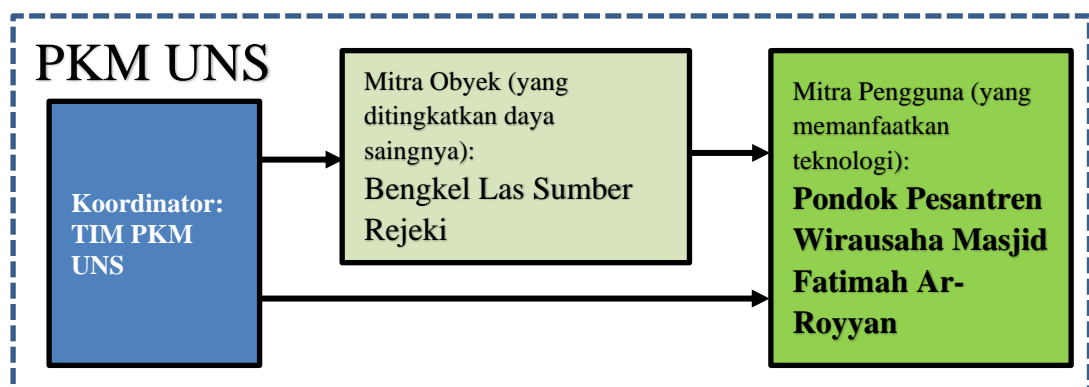 PKM UNS
Koordinator:
TIM PKM
UNS
Mitra Obyek (yang
ditingkatkan daya
saingnya):
Bengkel Las Sumber
Rejeki
Mitra Pengguna (yang
memanfaatkan
teknologi):
Pondok Pesantren
Wirausaha Masjid
Fatimah Ar-
Royyan